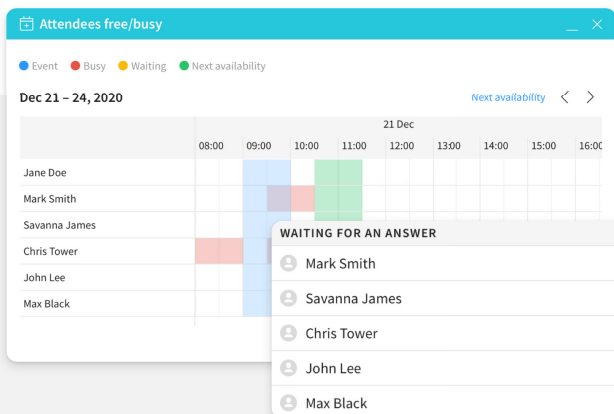 Attendees free/busy
Event Busy Waiting Next availability
Dec 21 – 24, 2020 Next availability
21 Dec
08:00 09:00 10:00 11:00 12:00 13:00 14:00 15:00 16:00
Jane Doe
Mark Smith
Savanna James
Chris Tower
John Lee
Max Black
WAITING FOR AN ANSWER
Mark Smith
Savanna James
Chris Tower
John Lee
Max Black